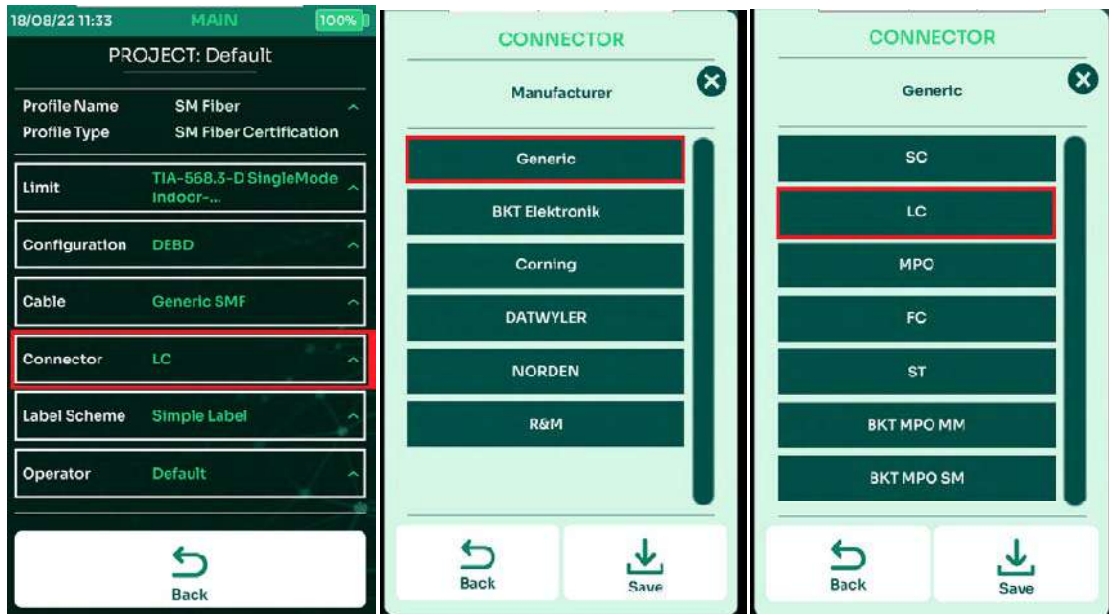 18/08/22 11:33 MAIN 100%
PROJECT: Default
Profile Name SM Fiber
Profile Type SM Fiber Certification
Limit TIA-568.3-D SingleMode
Indoor-...
Configuration DEBD
Cable Generic SMF
Connector LC
Label Scheme Simple Label
Operator Default
Back
CONNECTOR
Manufacturer
Generic
BKT Elektronik
Corning
DATWYLER
NORDEN
R&M
Back Save
CONNECTOR
Generic
SC
LC
MPO
FC
ST
BKT MPO MM
BKT MPO SM
Back Save